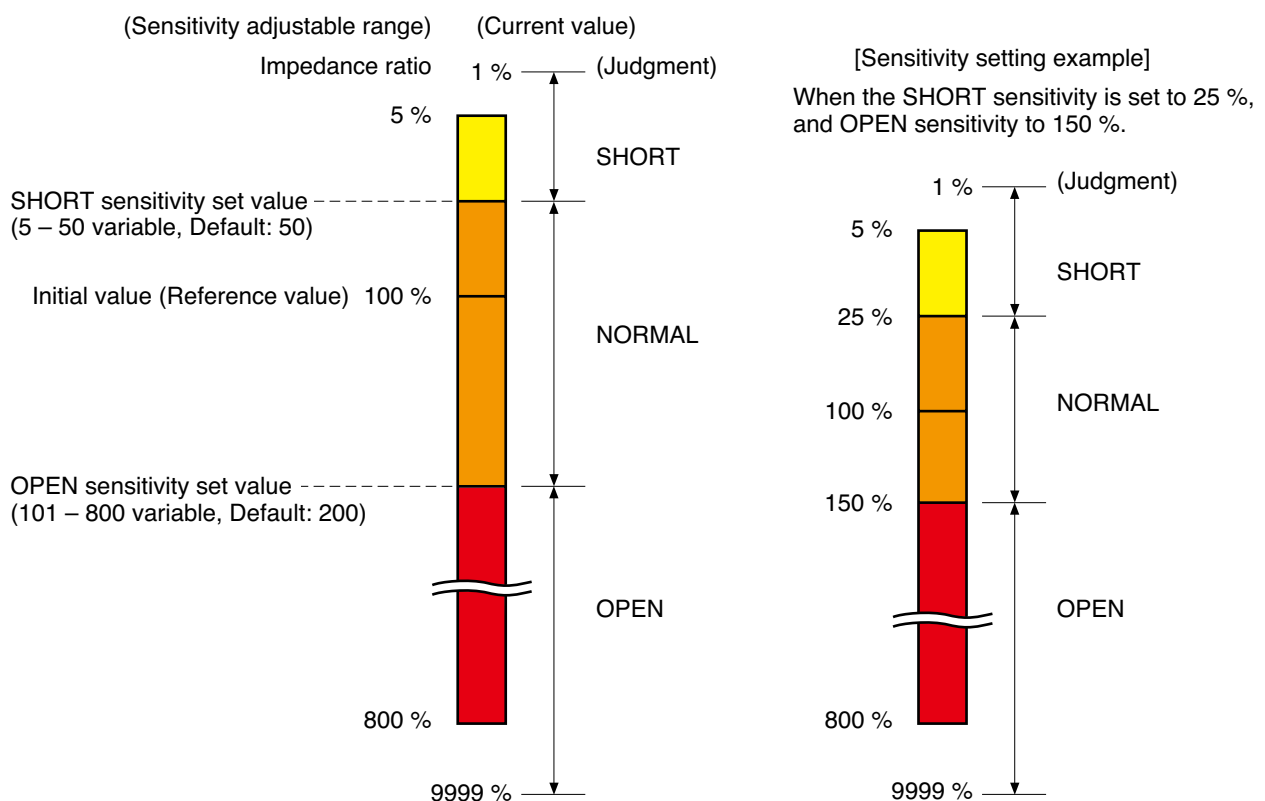 (Sensitivity adjustable range)
(Current value)
Impedance ratio
1 %
(Judgment)
5 %
SHORT
SHORT sensitivity set value
(5 – 50 variable, Default: 50)
Initial value (Reference value) 100 %
NORMAL
OPEN sensitivity set value
(101 – 800 variable, Default: 200)
OPEN
800 %
9999 %
[Sensitivity setting example]
When the SHORT sensitivity is set to 25 %,
and OPEN sensitivity to 150 %.
1 %
(Judgment)
5 %
SHORT
25 %
100 %
NORMAL
150 %
OPEN
800 %
9999 %